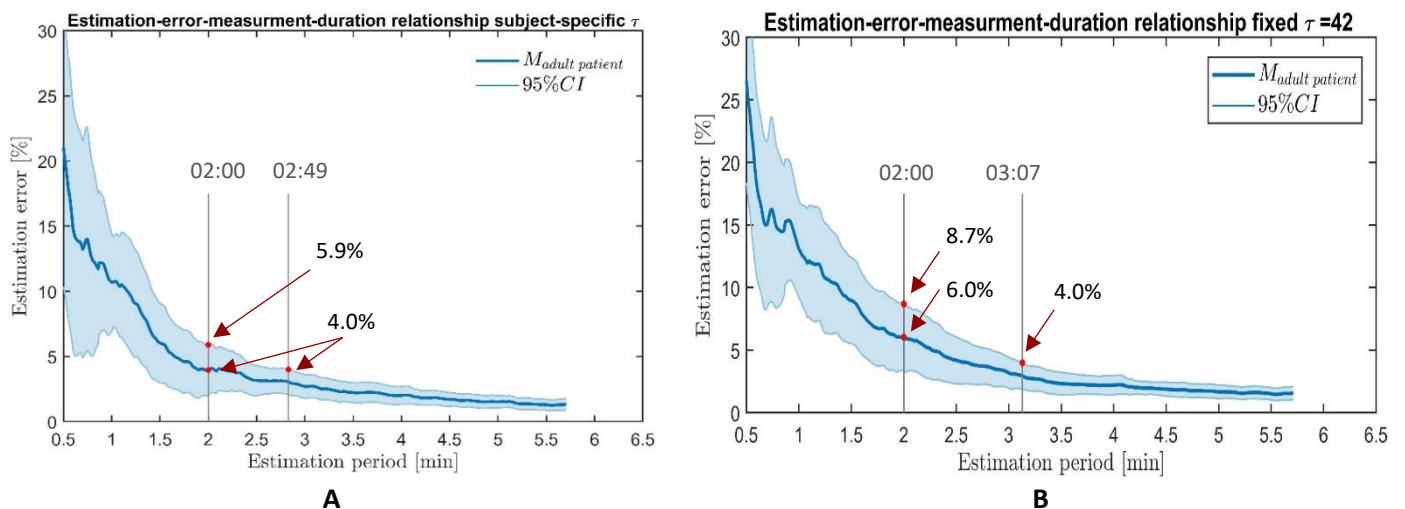 Estimation-error-measurment-duration relationship subject-specific τ
30
25
20
15
10
5
0
Estimation error [%]
M adult patient
95%CI
02:00
02:49
5.9%
4.0%
0.5 1 1.5 2 2.5 3 3.5 4 4.5 5 5.5 6 6.5
Estimation period [min]
A
Estimation-error-measurment-duration relationship fixed τ =42
30
25
20
15
10
5
0
Estimation error [%]
M adult patient
95%CI
02:00
03:07
8.7%
6.0%
4.0%
0.5 1 1.5 2 2.5 3 3.5 4 4.5 5 5.5 6 6.5
Estimation period [min]
B